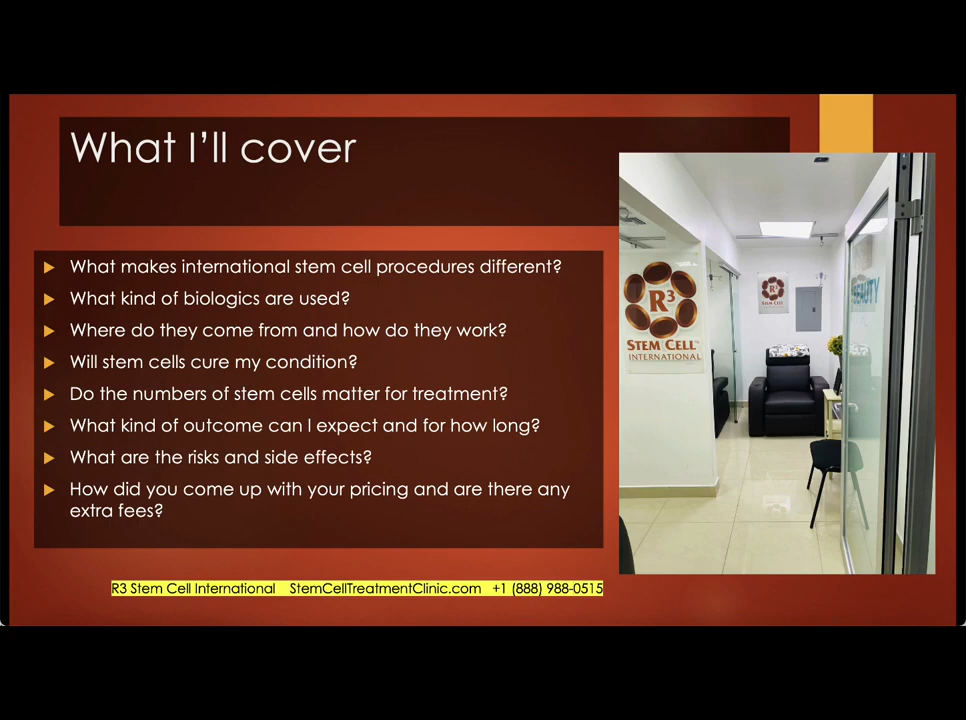 What I'll cover
What makes international stem cell procedures different?
What kind of biologics are used?
Where do they come from and how do they work?
Will stem cells cure my condition?
Do the numbers of stem cells matter for treatment?
What kind of outcome can I expect and for how long?
What are the risks and side effects?
How did you come up with your pricing and are there any
extra fees?
R3 Stem Cell International StemCellTreatmentClinic.com +1 (888) 988-0515
R3
STEM CELL™
INTERNATIONAL
R3
STEM CELL
BEAUTY